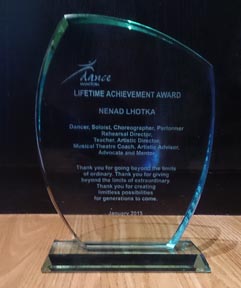 dance
MANITOBA
LIFETIME ACHIEVEMENT AWARD
NENAD LHOTKA
Dancer, Soloist, Choreographer, Performer
Rehearsal Director,
Teacher, Artistic Director,
Musical Theatre Coach, Artistic Advisor,
Advocate and Mentor
Thank you for going beyond the limits
of ordinary. Thank you for giving
beyond the limits of extraordinary.
Thank you for creating
limitless possibilities
for generations to come.
January 2015